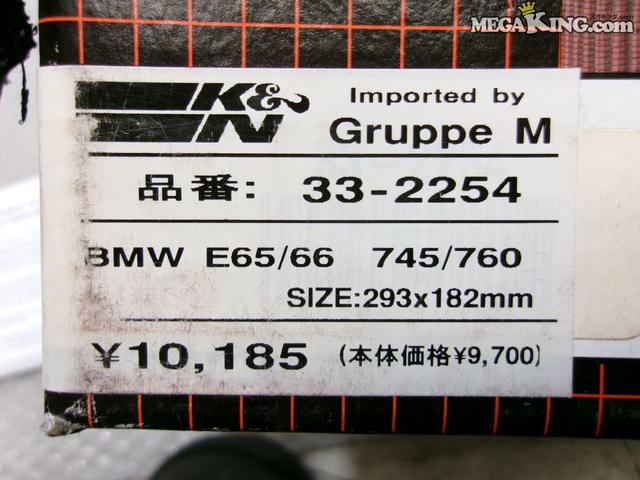 MEGAKING.com
K&N
Imported by
Gruppe M
品番: 33-2254
BMW E65/66 745/760
SIZE:293x182mm
¥10,185 (本体価格¥9,700)